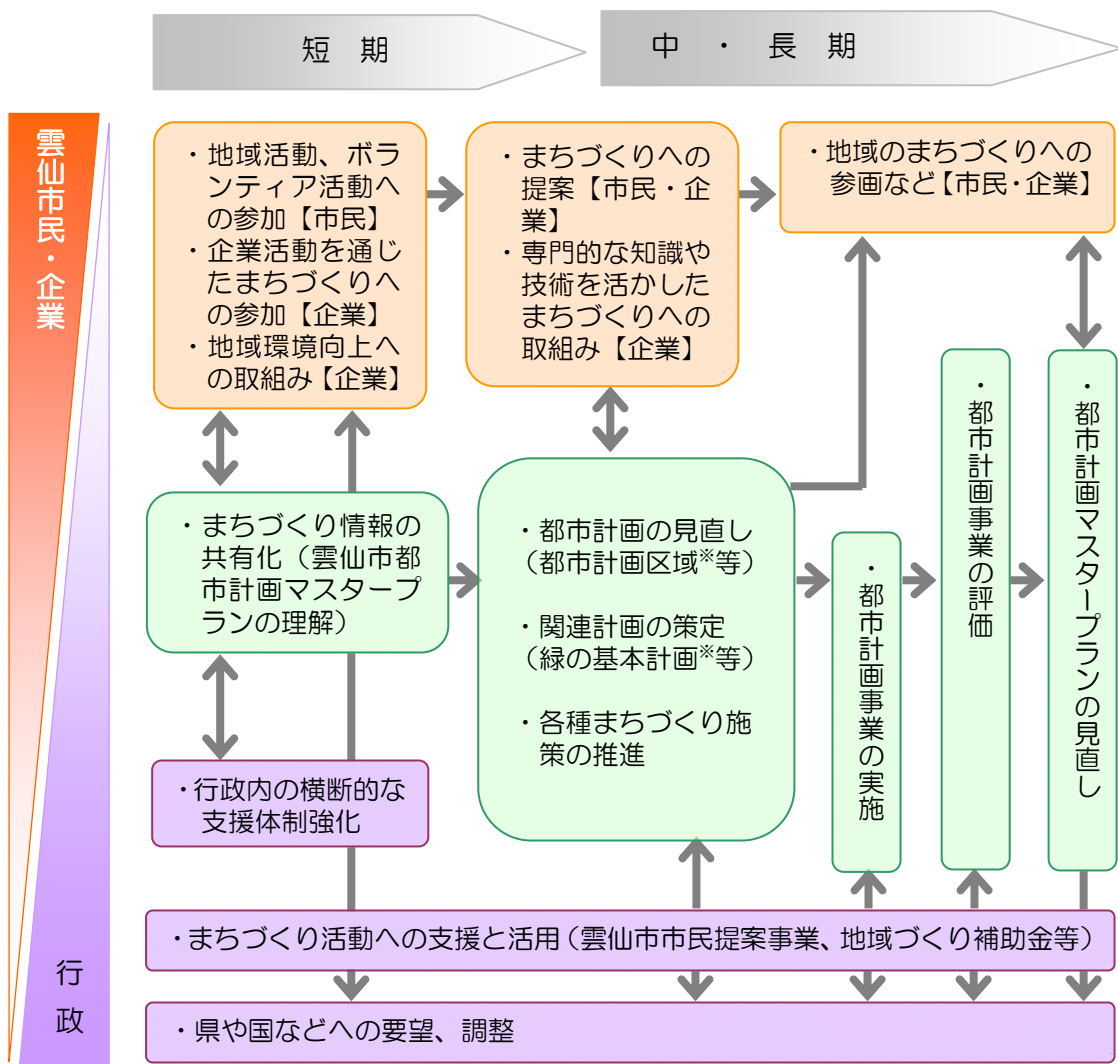 短 期
中 ・ 長 期
雲仙市民・企業
行政
・地域活動、ボラ
ンティア活動へ
の参加【市民】
・企業活動を通じ
たまちづくりへ
の参加【企業】
・地域環境向上へ
の取組み【企業】
・まちづくりへの
提案【市民・企
業】
・専門的な知識や
技術を活かした
まちづくりへの
取組み【企業】
・地域のまちづくりへの
参画など【市民・企業】
・まちづくり情報の
共有化（雲仙市都
市計画マスタープ
ランの理解）
・都市計画の見直し
（都市計画区域※等）
・関連計画の策定
（緑の基本計画※等）
・各種まちづくり施
策の推進
・都市計画事業の実施
・都市計画事業の評価
・都市計画マスタープランの見直し
・行政内の横断的な
支援体制強化
・まちづくり活動への支援と活用（雲仙市市民提案事業、地域づくり補助金等）
・県や国などへの要望、調整